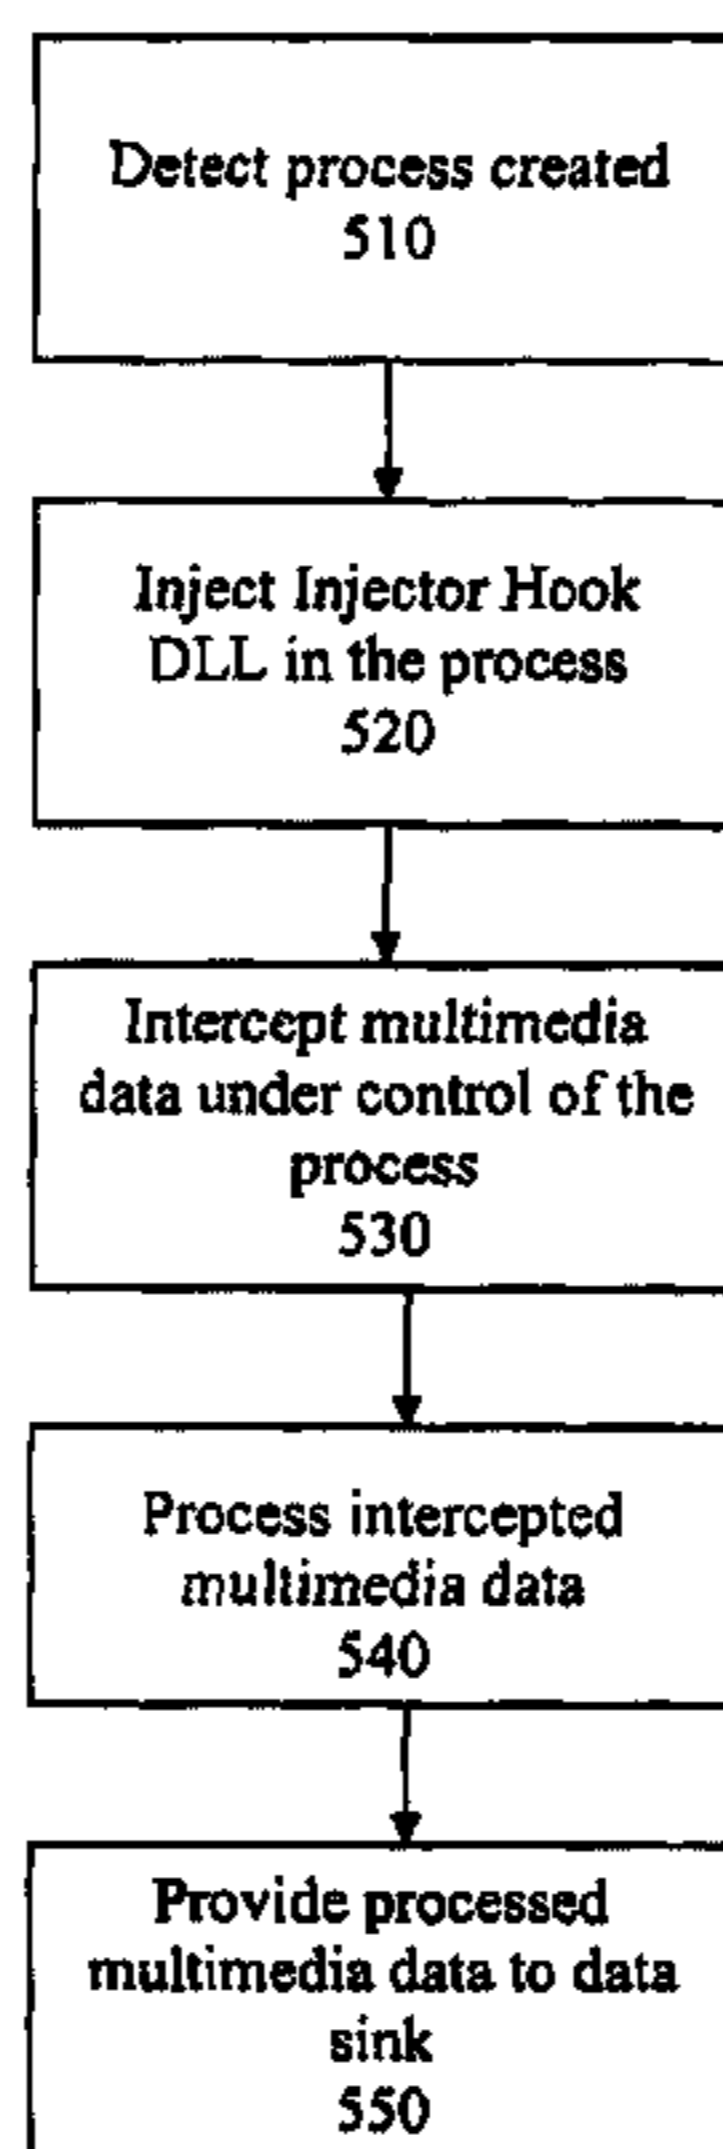 Detect process created
510
Inject Injector Hook
DLL in the process
520
Intercept multimedia
data under control of the
process
530
Process intercepted
multimedia data
540
Provide processed
multimedia data to data
sink
550